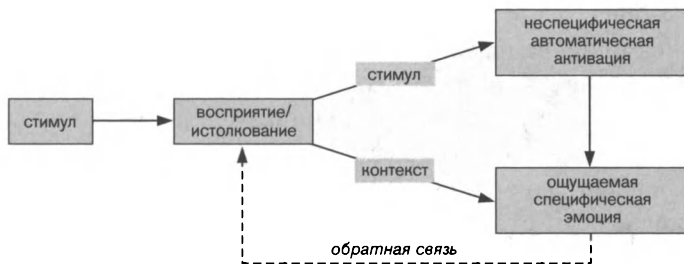 неспецифическая
автоматическая
активация
стимул
стимул
восприятие/
истолкование
контекст
ощущаемая
специфическая
эмоция
обратная связь